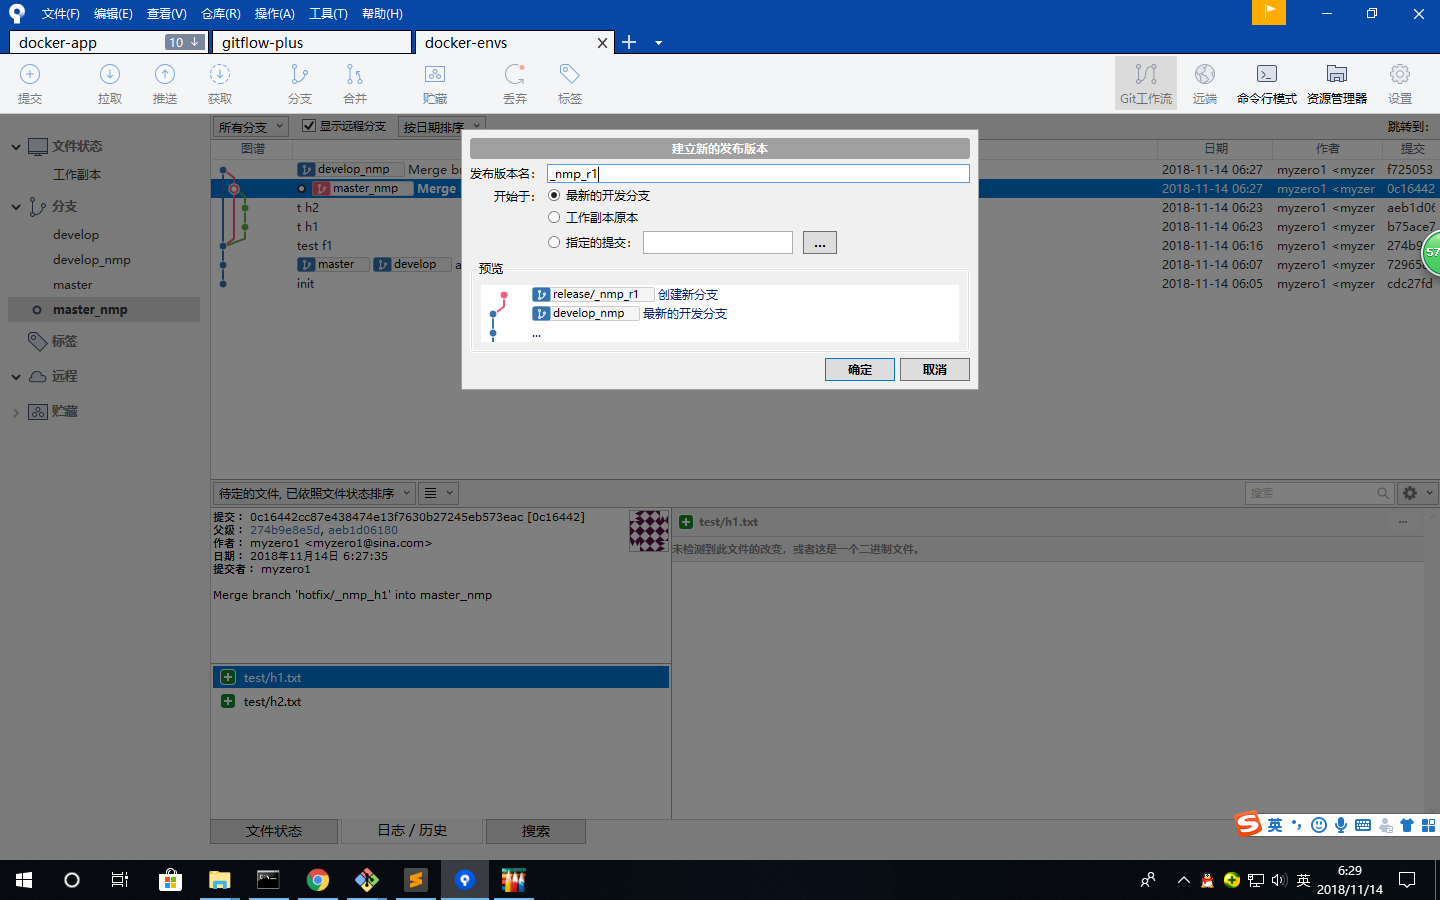 文件(F) 编辑(E) 查看(V) 仓库(R) 操作(A) 工具(T) 帮助(H)
docker-app 10 ↓ gitflow-plus docker-envs
提交 拉取 推送 获取 分支 合并 贮藏 丢弃 标签 Git工作流 远端 命令行模式 资源管理器 设置
文件状态
工作副本
分支
develop
develop_nmp
master
master_nmp
标签
远程
贮藏
所有分支 显示远程分支 按日期排序 跳转到:
图谱 日期 作者 提交
develop_nmp Merge br 2018-11-14 06:27 myzero1 <myzer f725053
master_nmp Merge 2018-11-14 06:27 myzero1 <myzer 0c16442
t h2 2018-11-14 06:23 myzero1 <myzer aeb1d06
t h1 2018-11-14 06:23 myzero1 <myzer b75ace7
test f1 2018-11-14 06:16 myzero1 <myzer 274b9
master develop a 2018-11-14 06:07 myzero1 <myzer 7296
init 2018-11-14 06:05 myzero1 <myzer cdc27fd
57
建立新的发布版本
发布版本名: _nmp_r1
开始于: 最新的开发分支
工作副本原本
指定的提交: ...
预览
release/_nmp_r1 创建新分支
develop_nmp 最新的开发分支
...
确定 取消
待定的文件, 已依照文件状态排序 搜索
提交: 0c16442cc87e438474e13f7630b27245eb573eac [0c16442]
父级: 274b9e8e5d, aeb1d06180
作者: myzero1 <myzero1@sina.com>
日期: 2018年11月14日 6:27:35
提交者: myzero1
Merge branch 'hotfix/_nmp_h1' into master_nmp
test/h1.txt
test/h2.txt
test/h1.txt ...
未检测到此文件的改变，或者这是一个二进制文件。
文件状态 日志 / 历史 搜索
英
英 6:29
2018/11/14